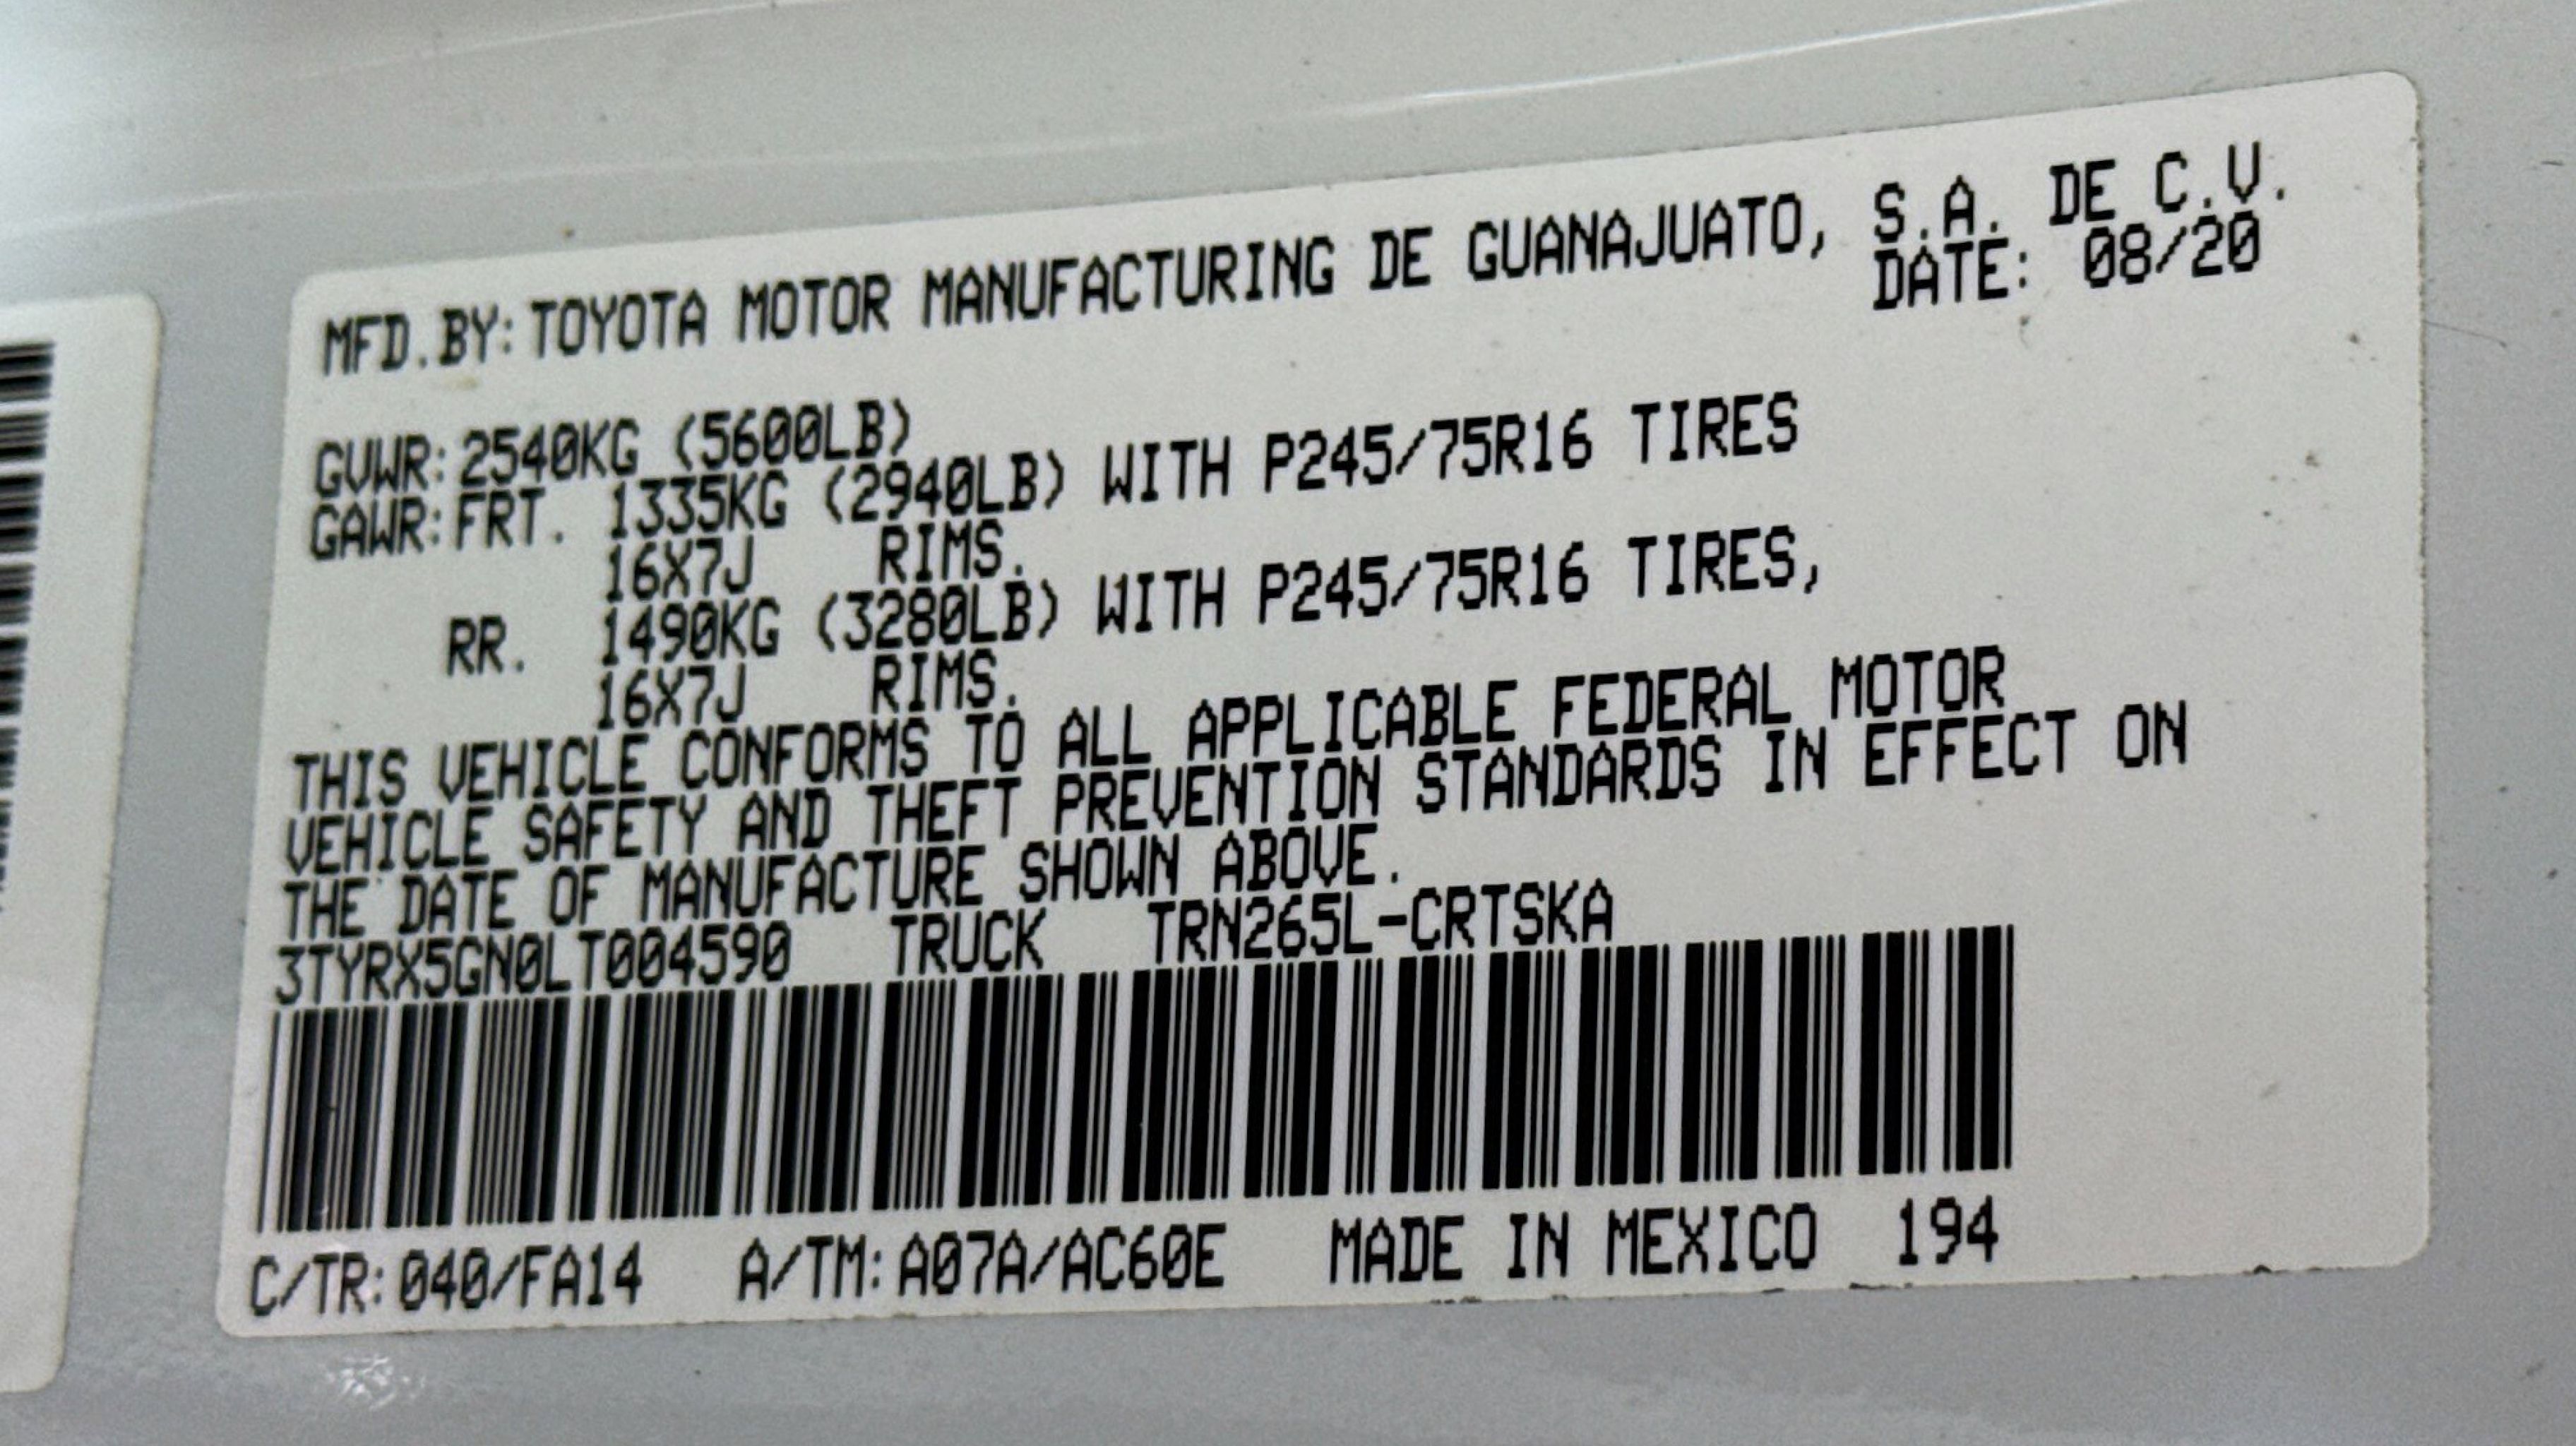 MFD.BY:TOYOTA MOTOR MANUFACTURING DE GUANAJUATO, S.A. DE C.V.
DATE: 08/20
GVWR:2540KG (5600LB)
GAWR:FRT. 1335KG (2940LB) WITH P245/75R16 TIRES
16X7J RIMS.
RR. 1490KG (3280LB) WITH P245/75R16 TIRES,
16X7J RIMS.
THIS VEHICLE CONFORMS TO ALL APPLICABLE FEDERAL MOTOR
VEHICLE SAFETY AND THEFT PREVENTION STANDARDS IN EFFECT ON
THE DATE OF MANUFACTURE SHOWN ABOVE.
3TYRX5GN0LT004590 TRUCK TRN265L-CRTSKA
C/TR:040/FA14 A/TM:A07A/AC60E MADE IN MEXICO 194